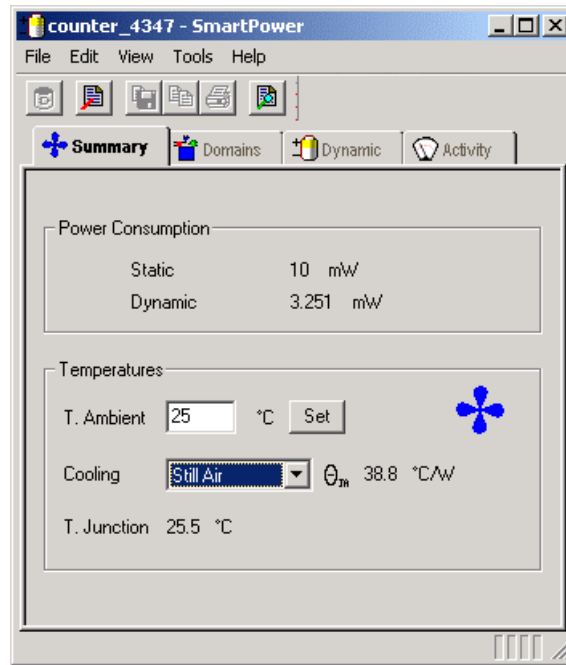 counter_4347 - SmartPower
File Edit View Tools Help
Summary Domains Dynamic Activity
Power Consumption
Static 10 mW
Dynamic 3.251 mW
Temperatures
T. Ambient 25 °C Set
Cooling Still Air θJA 38.8 °C/W
T. Junction 25.5 °C